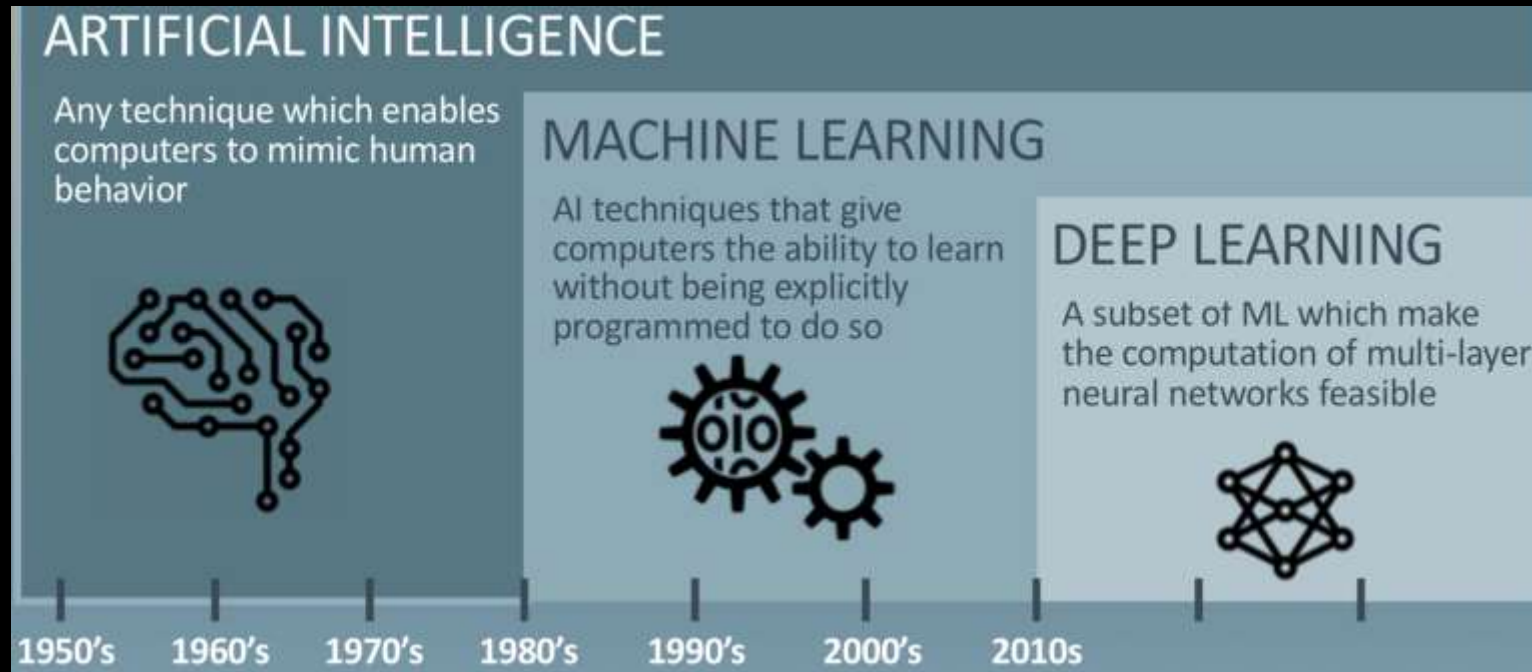 ARTIFICIAL INTELLIGENCE
Any technique which enables
computers to mimic human
behavior
MACHINE LEARNING
AI techniques that give
computers the ability to learn
without being explicitly
programmed to do so
OIO
DEEP LEARNING
A subset of ML which make
the computation of multi-layer
neural networks feasible
1950's 1960's 1970's 1980's 1990's 2000's 2010s